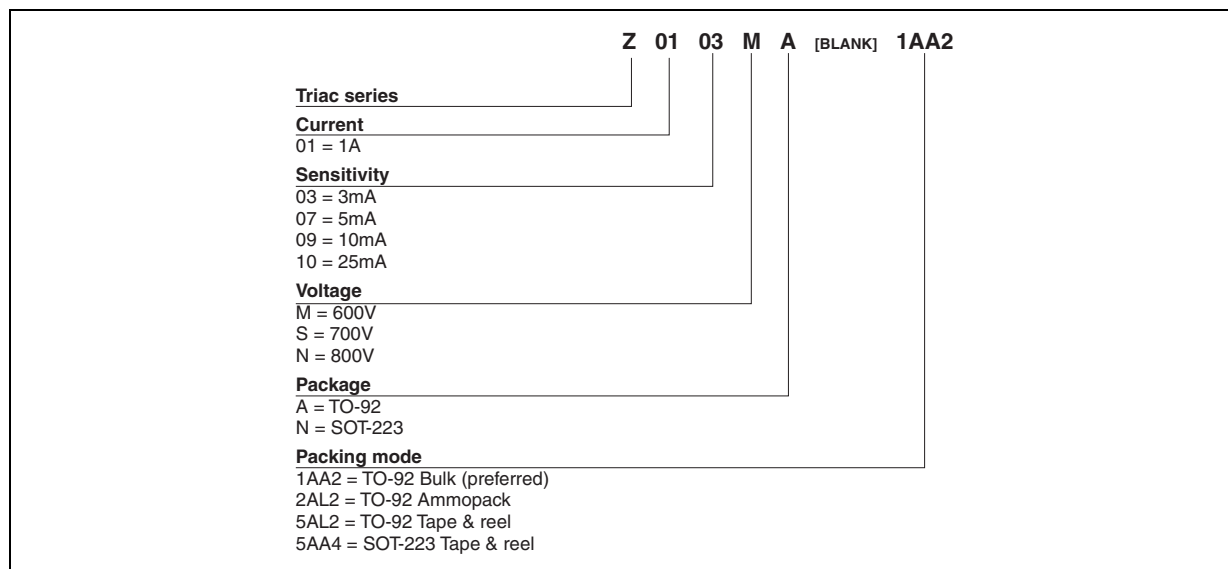 Z 01 03 M A [BLANK] 1AA2
Triac series
Current
01 = 1A
Sensitivity
03 = 3mA
07 = 5mA
09 = 10mA
10 = 25mA
Voltage
M = 600V
S = 700V
N = 800V
Package
A = TO-92
N = SOT-223
Packing mode
1AA2 = TO-92 Bulk (preferred)
2AL2 = TO-92 Ammopack
5AL2 = TO-92 Tape & reel
5AA4 = SOT-223 Tape & reel